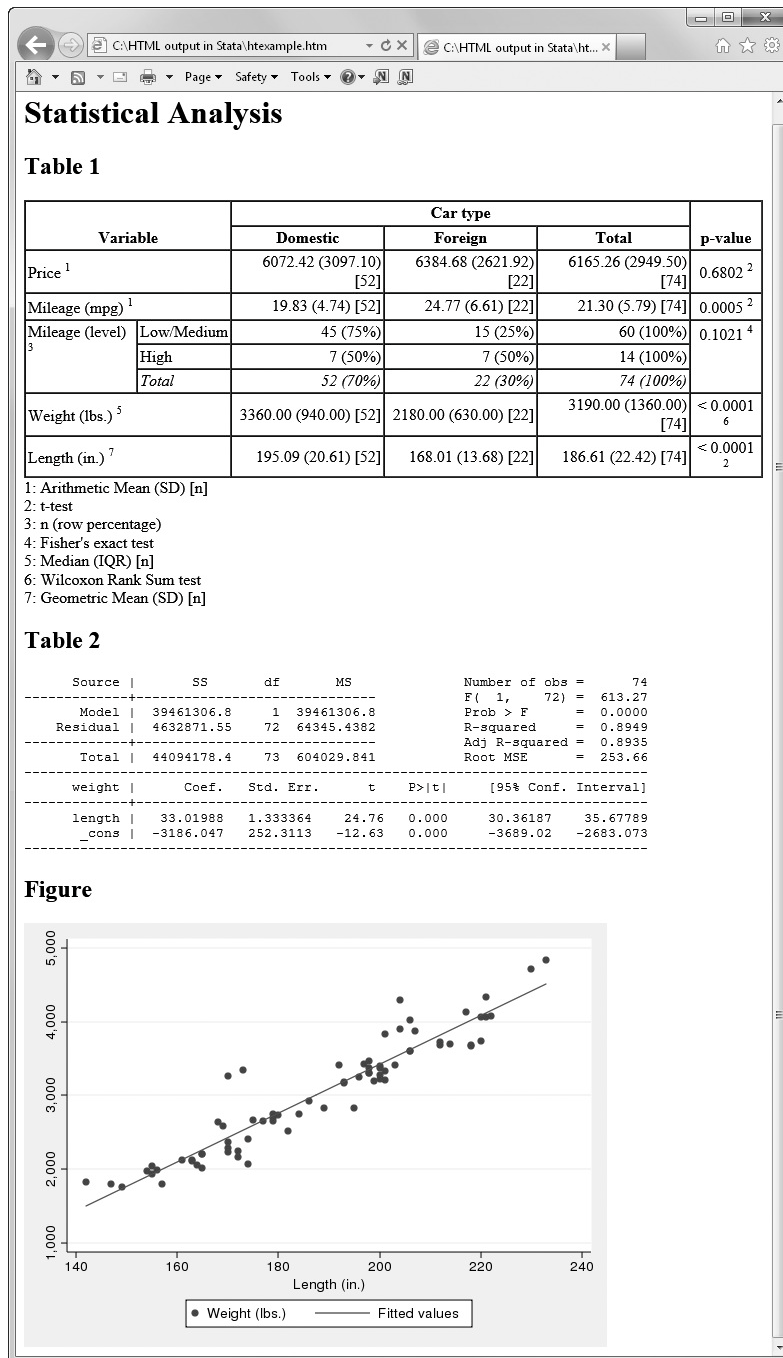 C:\HTML output in Stata\htexample.htm
C:\HTML output in Stata\ht...
Page Safety Tools
Statistical Analysis
Table 1
Car type
Variable Domestic Foreign Total p-value
Price 1 6072.42 (3097.10) [52] 6384.68 (2621.92) [22] 6165.26 (2949.50) [74] 0.6802 2
Mileage (mpg) 1 19.83 (4.74) [52] 24.77 (6.61) [22] 21.30 (5.79) [74] 0.0005 2
Mileage (level) 3 Low/Medium 45 (75%) 15 (25%) 60 (100%) 0.1021 4
High 7 (50%) 7 (50%) 14 (100%)
Total 52 (70%) 22 (30%) 74 (100%)
Weight (lbs.) 5 3360.00 (940.00) [52] 2180.00 (630.00) [22] 3190.00 (1360.00) [74] < 0.0001 6
Length (in.) 7 195.09 (20.61) [52] 168.01 (13.68) [22] 186.61 (22.42) [74] < 0.0001 2
1: Arithmetic Mean (SD) [n]
2: t-test
3: n (row percentage)
4: Fisher's exact test
5: Median (IQR) [n]
6: Wilcoxon Rank Sum test
7: Geometric Mean (SD) [n]
Table 2
Source | SS df MS Number of obs = 74
-------------+------------------------------ F( 1, 72) = 613.27
Model | 39461306.8 1 39461306.8 Prob > F = 0.0000
Residual | 4632871.55 72 64345.4382 R-squared = 0.8949
-------------+------------------------------ Adj R-squared = 0.8935
Total | 44094178.4 73 604029.841 Root MSE = 253.66
------------------------------------------------------------------------------
weight | Coef. Std. Err. t P>|t| [95% Conf. Interval]
-------------+----------------------------------------------------------------
length | 33.01988 1.333364 24.76 0.000 30.36187 35.67789
_cons | -3186.047 252.3113 -12.63 0.000 -3689.02 -2683.073
------------------------------------------------------------------------------
Figure
5,000
4,000
3,000
2,000
1,000
140 160 180 200 220 240
Length (in.)
Weight (lbs.) Fitted values